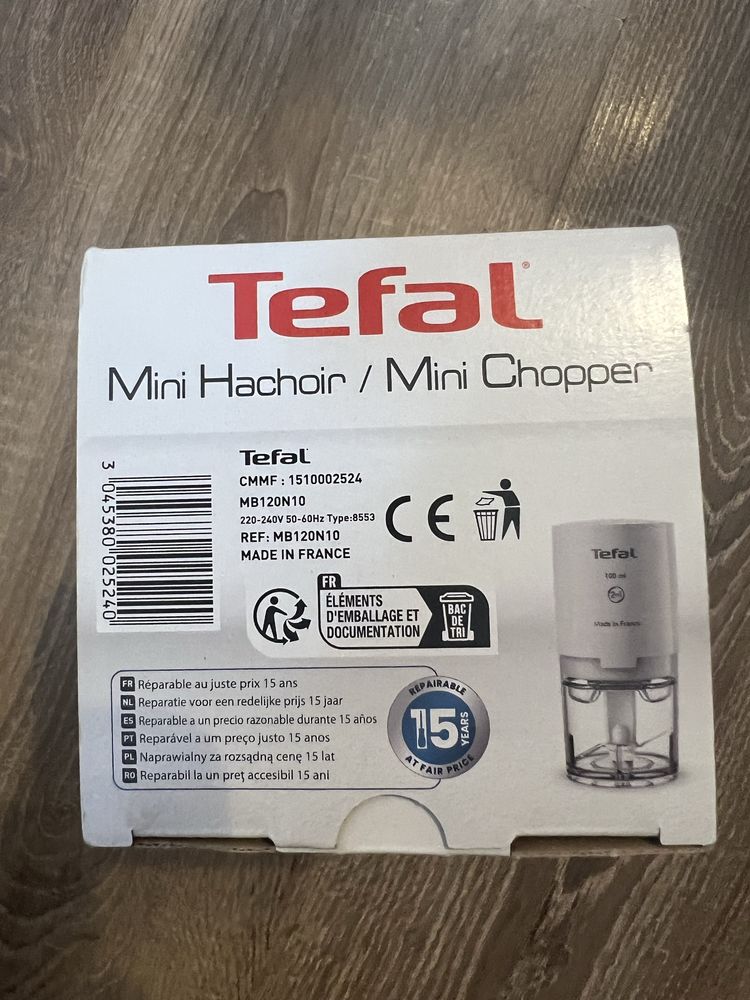 Tefal®
Mini Hachoir / Mini Chopper
3 045380 025240
Tefal
CMMF : 1510002524
MB120N10
220-240V 50-60Hz Type:8553
REF: MB120N10
MADE IN FRANCE
CE
FR
ÉLÉMENTS
D'EMBALLAGE ET
DOCUMENTATION
BAC
DE
TRI
FR Réparable au juste prix 15 ans
NL Reparatie voor een redelijke prijs 15 jaar
ES Reparable a un precio razonable durante 15 años
PT Reparável a um preço justo 15 anos
PL Naprawialny za rozsądną cenę 15 lat
RO Reparabil la un preț accesibil 15 ani
REPAIRABLE
15
YEARS
AT FAIR PRICE
Tefal
100 ml
Made in France